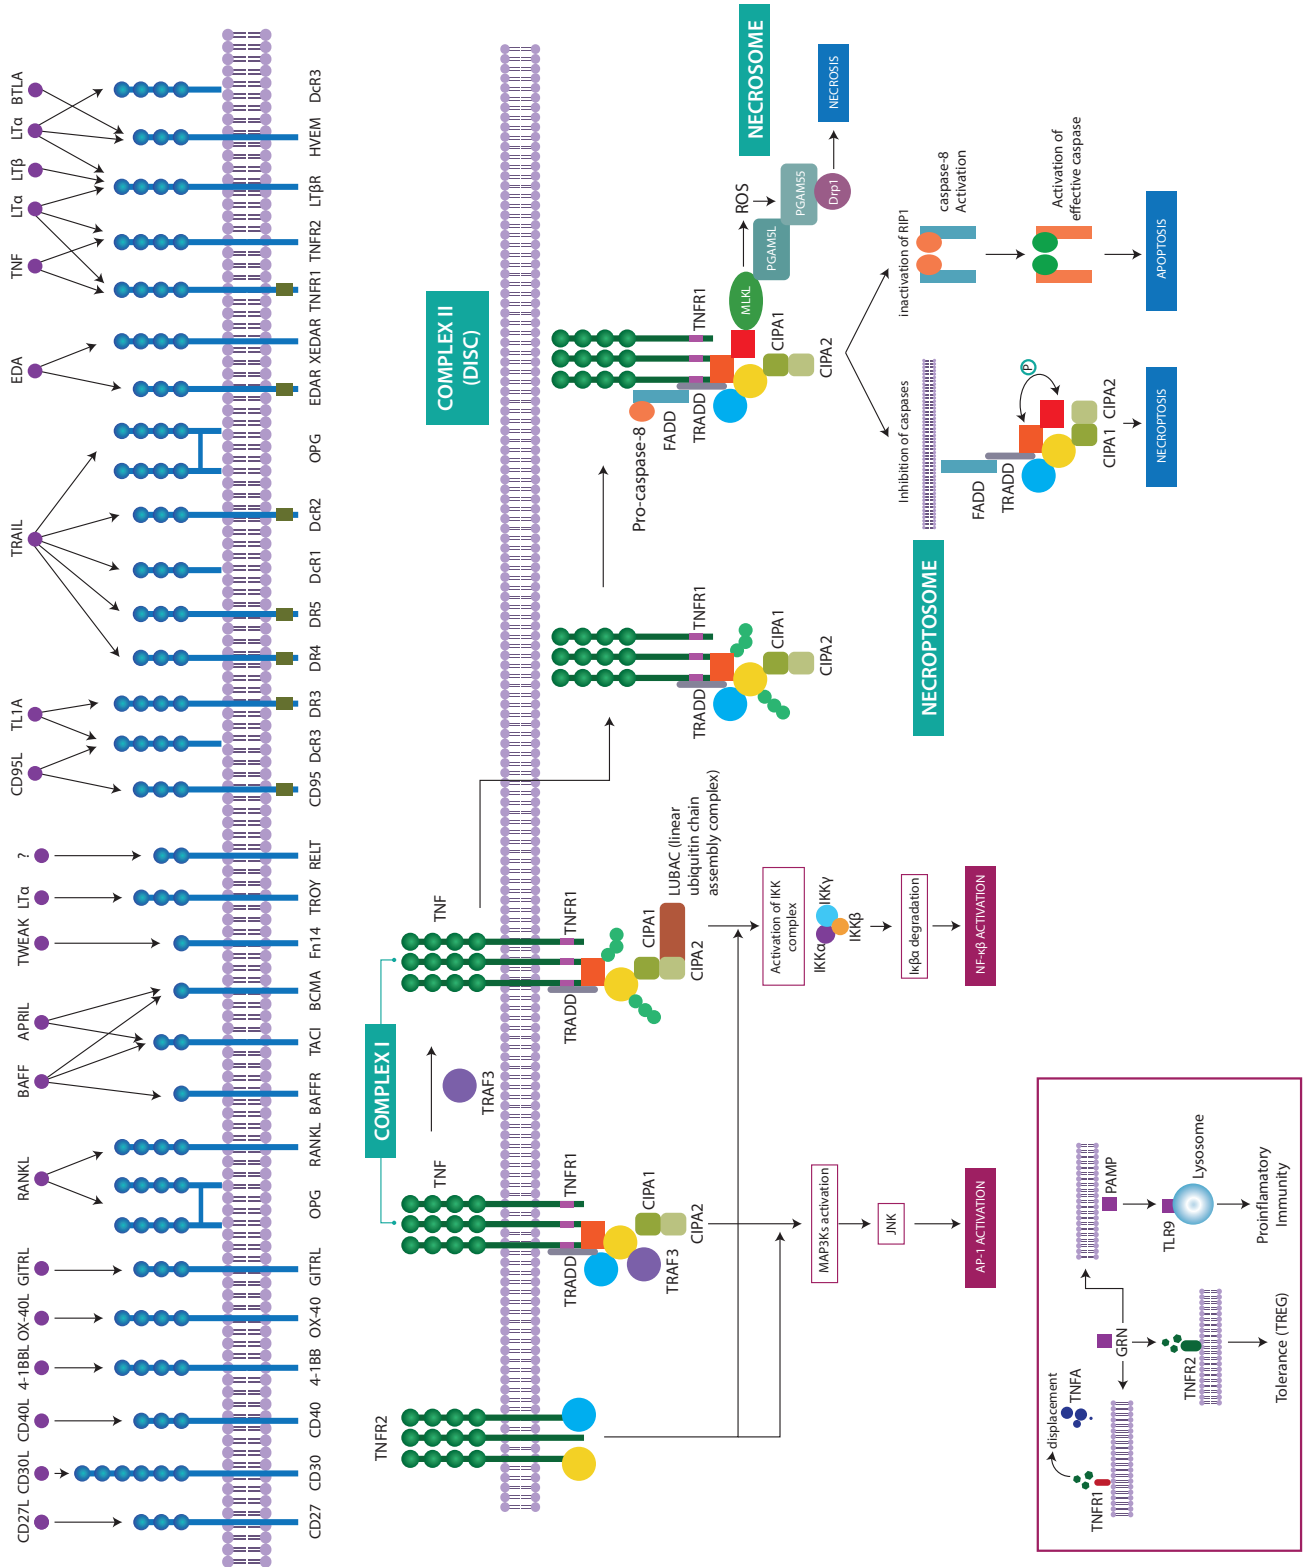 CD27L
CD30L
CD40L
4-1BBL
OX-40L
GITRL
RANKL
BAFF
APRIL
TWEAK
LTα
?
CD95L
TL1A
TRAIL
EDA
TNF
LTα
LTβ
LTα
BTLA
CD27
CD30
CD40
4-1BB
OX-40
GITRL
OPG
RANKL
BAFFR
TACI
BCMA
Fn14
TROY
RELT
CD95
DcR3
DR3
DR4
DR5
DcR1
DcR2
OPG
EDAR
XEDAR
TNFR1
TNFR2
LTβR
HVEM
DcR3
COMPLEX I
TNFR2
TNF
TRAF3
TNF
TNFR1
TRADD
CIPA1
CIPA2
TRAF3
TNFR1
TRADD
CIPA1
CIPA2
LUBAC (linear
ubiquitin chain
assembly complex)
MAP3Ks activation
JNK
AP-1 ACTIVATION
Activation of IKK
complex
IKKα
IKKγ
IKKβ
Iκβα degradation
NF-κβ ACTIVATION
TNFR1
TRADD
CIPA1
CIPA2
COMPLEX II
(DISC)
Pro-caspase-8
FADD
TRADD
TNFR1
CIPA1
CIPA2
MLKL
ROS
PGAM5L
PGAM5S
Drp1
NECROSOME
NECROSIS
NECROPTOSOME
Inhibition of caspases
FADD
TRADD
P
CIPA1
CIPA2
NECROPTOSIS
inactivation of RIP1
caspase-8
Activation
Activation of
effective caspase
APOPTOSIS
displacement
TNFA
TNFR1
GRN
TNFR2
Tolerance (TREG)
PAMP
TLR9
Lysosome
Proinflamatory
Immunity